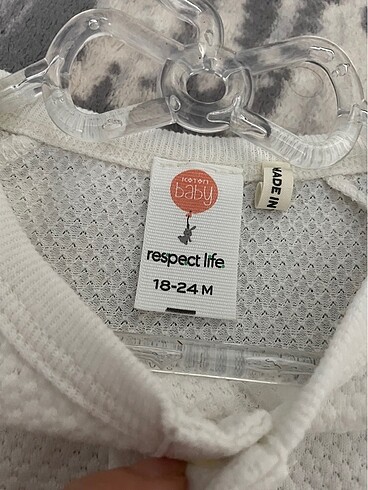 KOTON
baby
respect life.
18-24 M
MADE IN